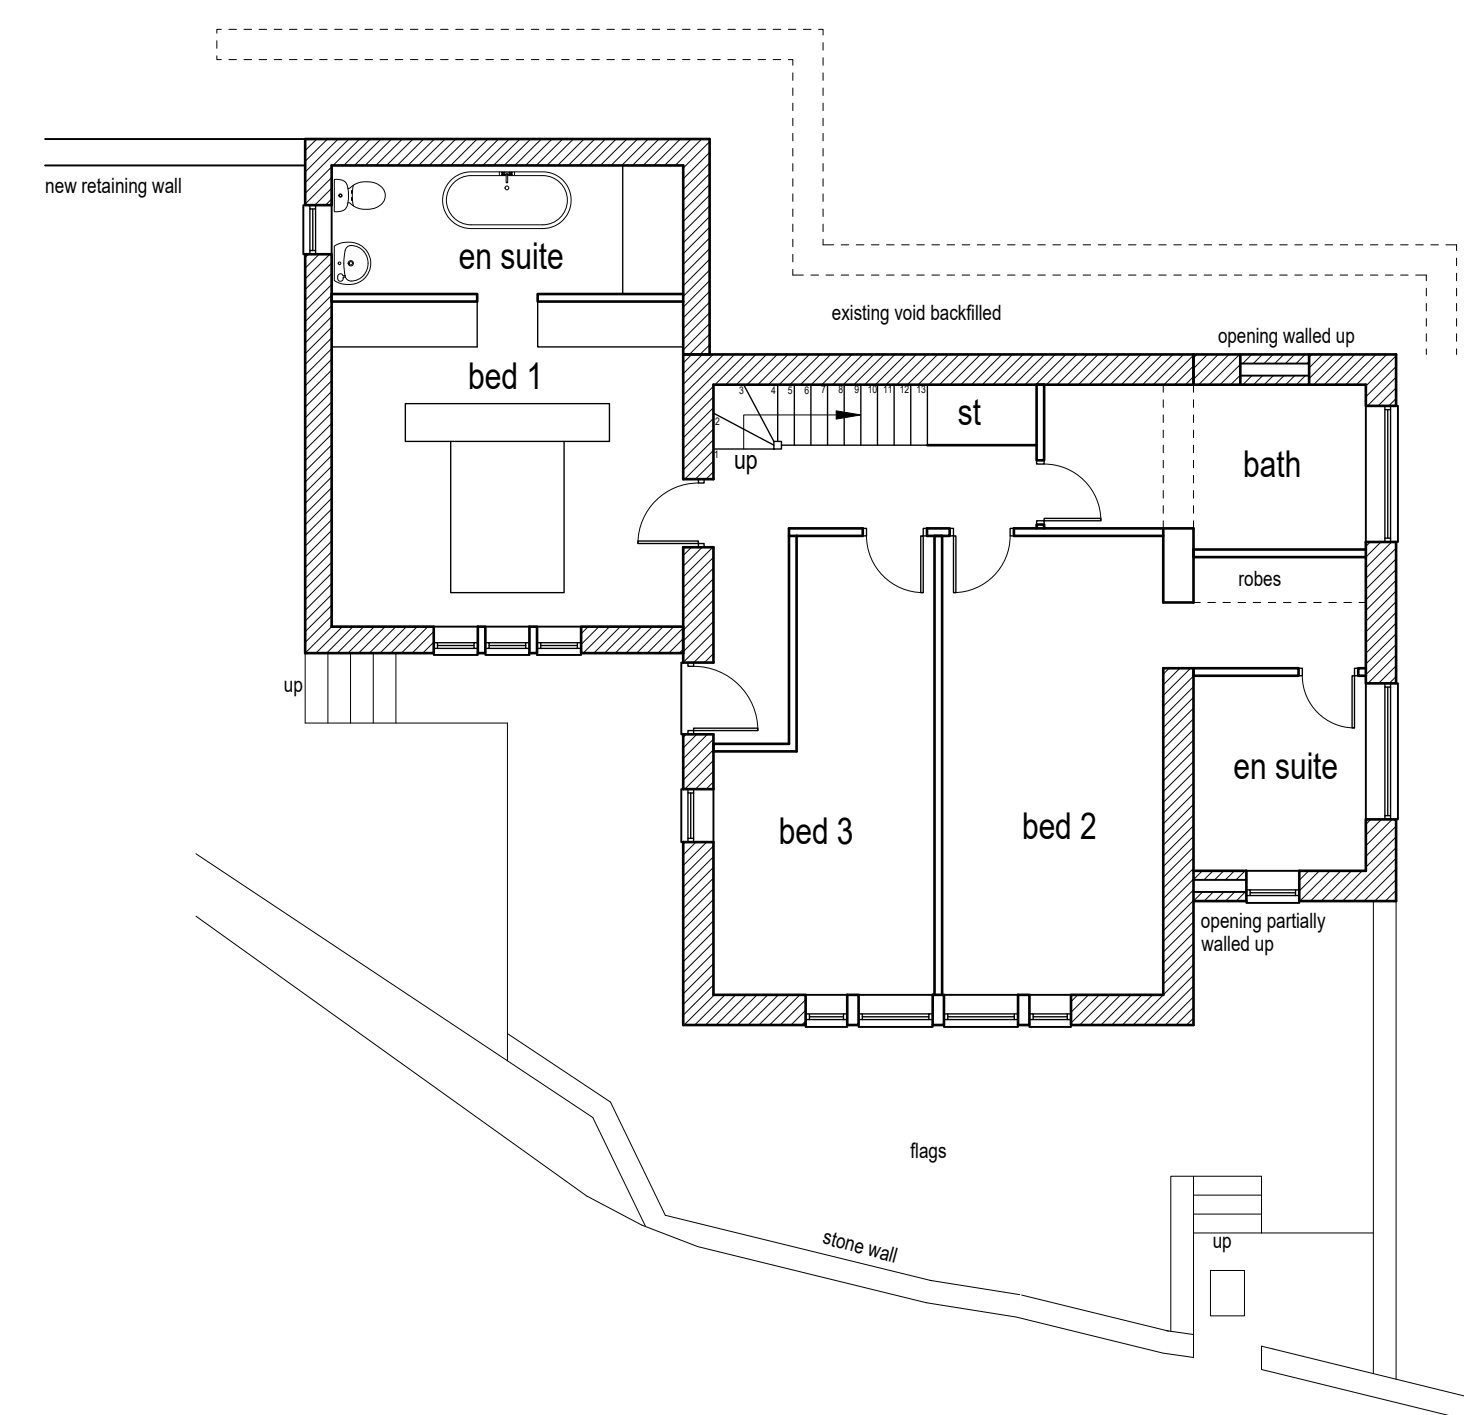 new retaining wall
en suite
existing void backfilled
opening walled up
bed 1
1
2
3
4
5
6
7
8
9
10
11
12
13
st
up
bath
robes
up
en suite
bed 3
bed 2
opening partially
walled up
flags
stone wall
up